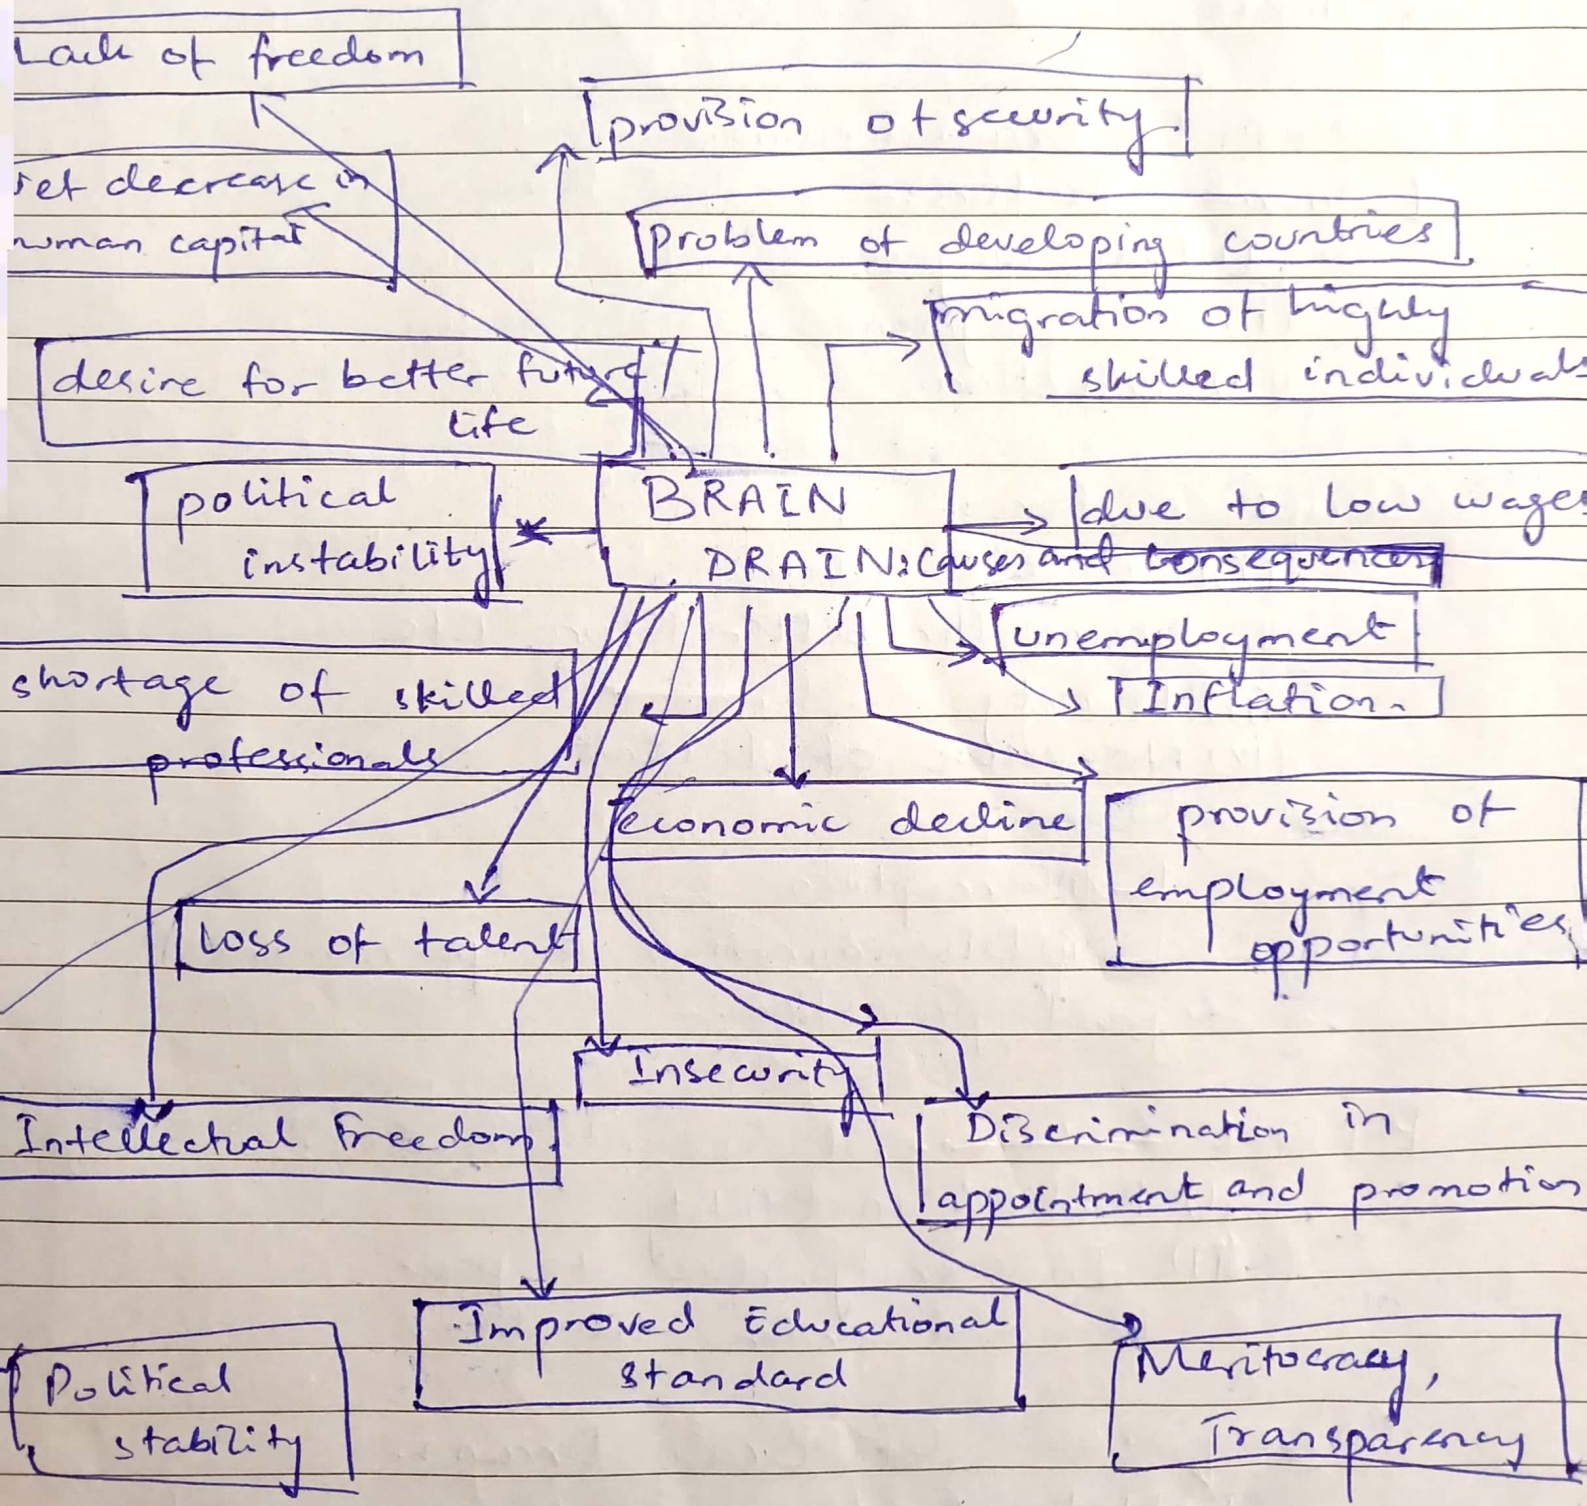 Lack of freedom
provision of security.
net decrease in
human capital
problem of developing countries
migration of highly
skilled individuals
desire for better future/
life
political
instability
BRAIN
DRAIN: Causes and Consequences
due to low wages
unemployment
Inflation.
shortage of skilled
professionals
economic decline
provision of
employment
opportunities
Loss of talent
Insecurity
Intellectual Freedom.
Discrimination in
appointment and promotion
Improved Educational
standard
Political
stability
Meritocracy,
Transparency